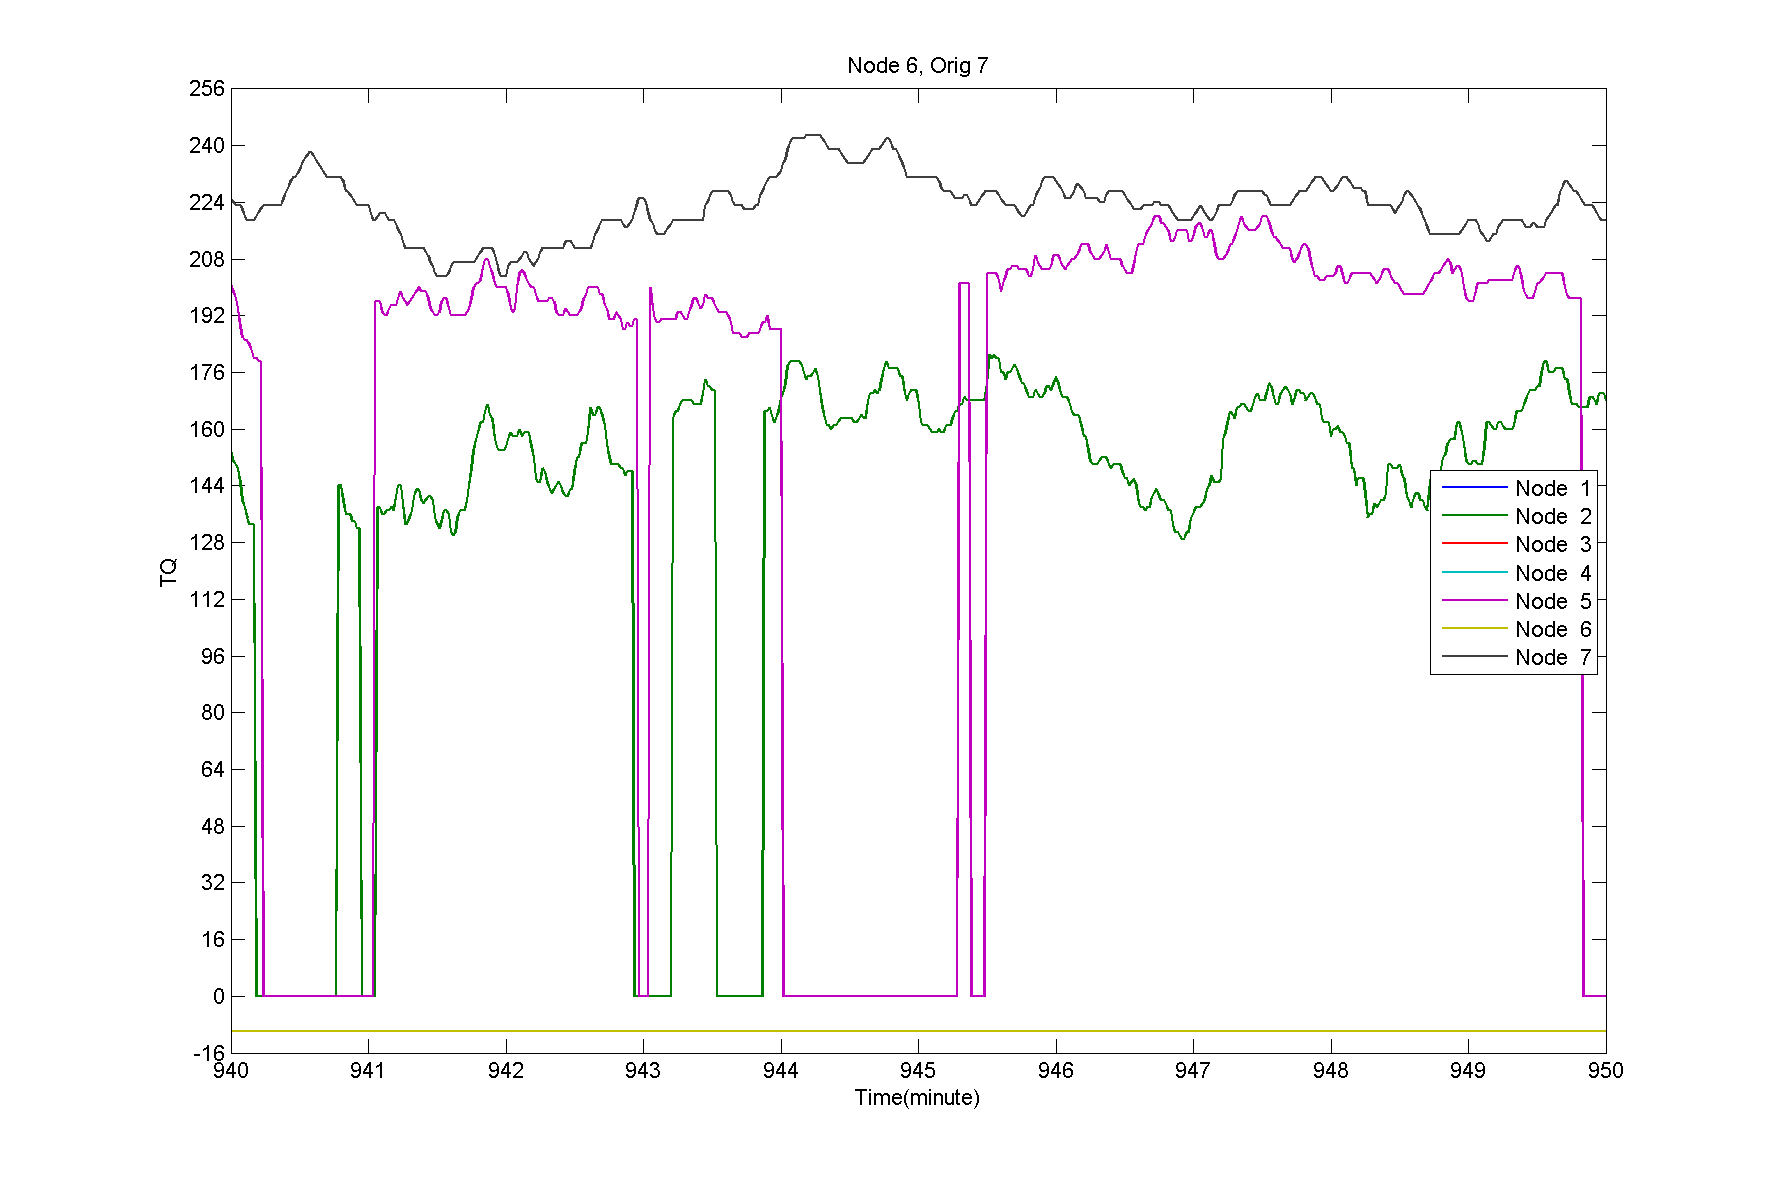 Node 6, Orig 7
256
240
224
208
192
176
160
144
128
112
96
80
64
48
32
16
0
-16
TQ
Node 1
Node 2
Node 3
Node 4
Node 5
Node 6
Node 7
940 941 942 943 944 945 946 947 948 949 950
Time(minute)